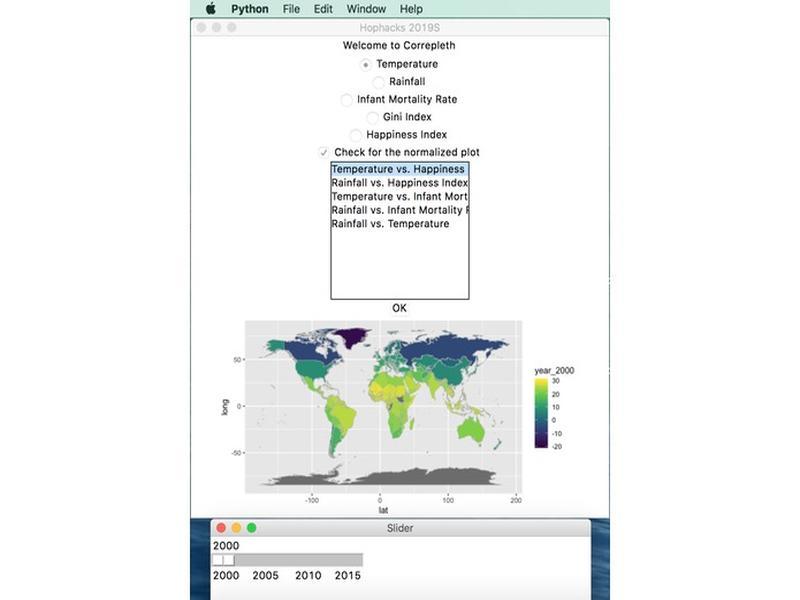 Python File Edit Window Help
Hophacks 2019S
Welcome to Correpleth
Temperature
Rainfall
Infant Mortality Rate
Gini Index
Happiness Index
Check for the normalized plot
Temperature vs. Happiness
Rainfall vs. Happiness Index
Temperature vs. Infant Mort
Rainfall vs. Infant Mortality
Rainfall vs. Temperature
OK
year_2000
30
20
10
0
-10
-20
50
0
-50
long
-100 0 100 200
lat
Slider
2000
2000 2005 2010 2015